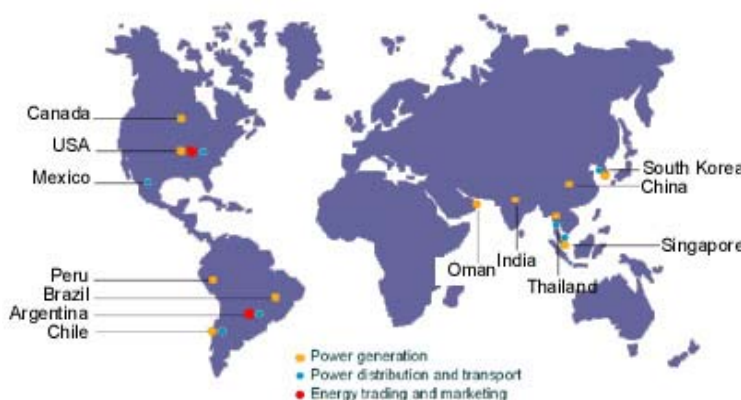 Canada
USA
Mexico
South Korea
China
Singapore
Oman
India
Thailand
Peru
Brazil
Argentina
Chile
Power generation
Power distribution and transport
Energy trading and marketing